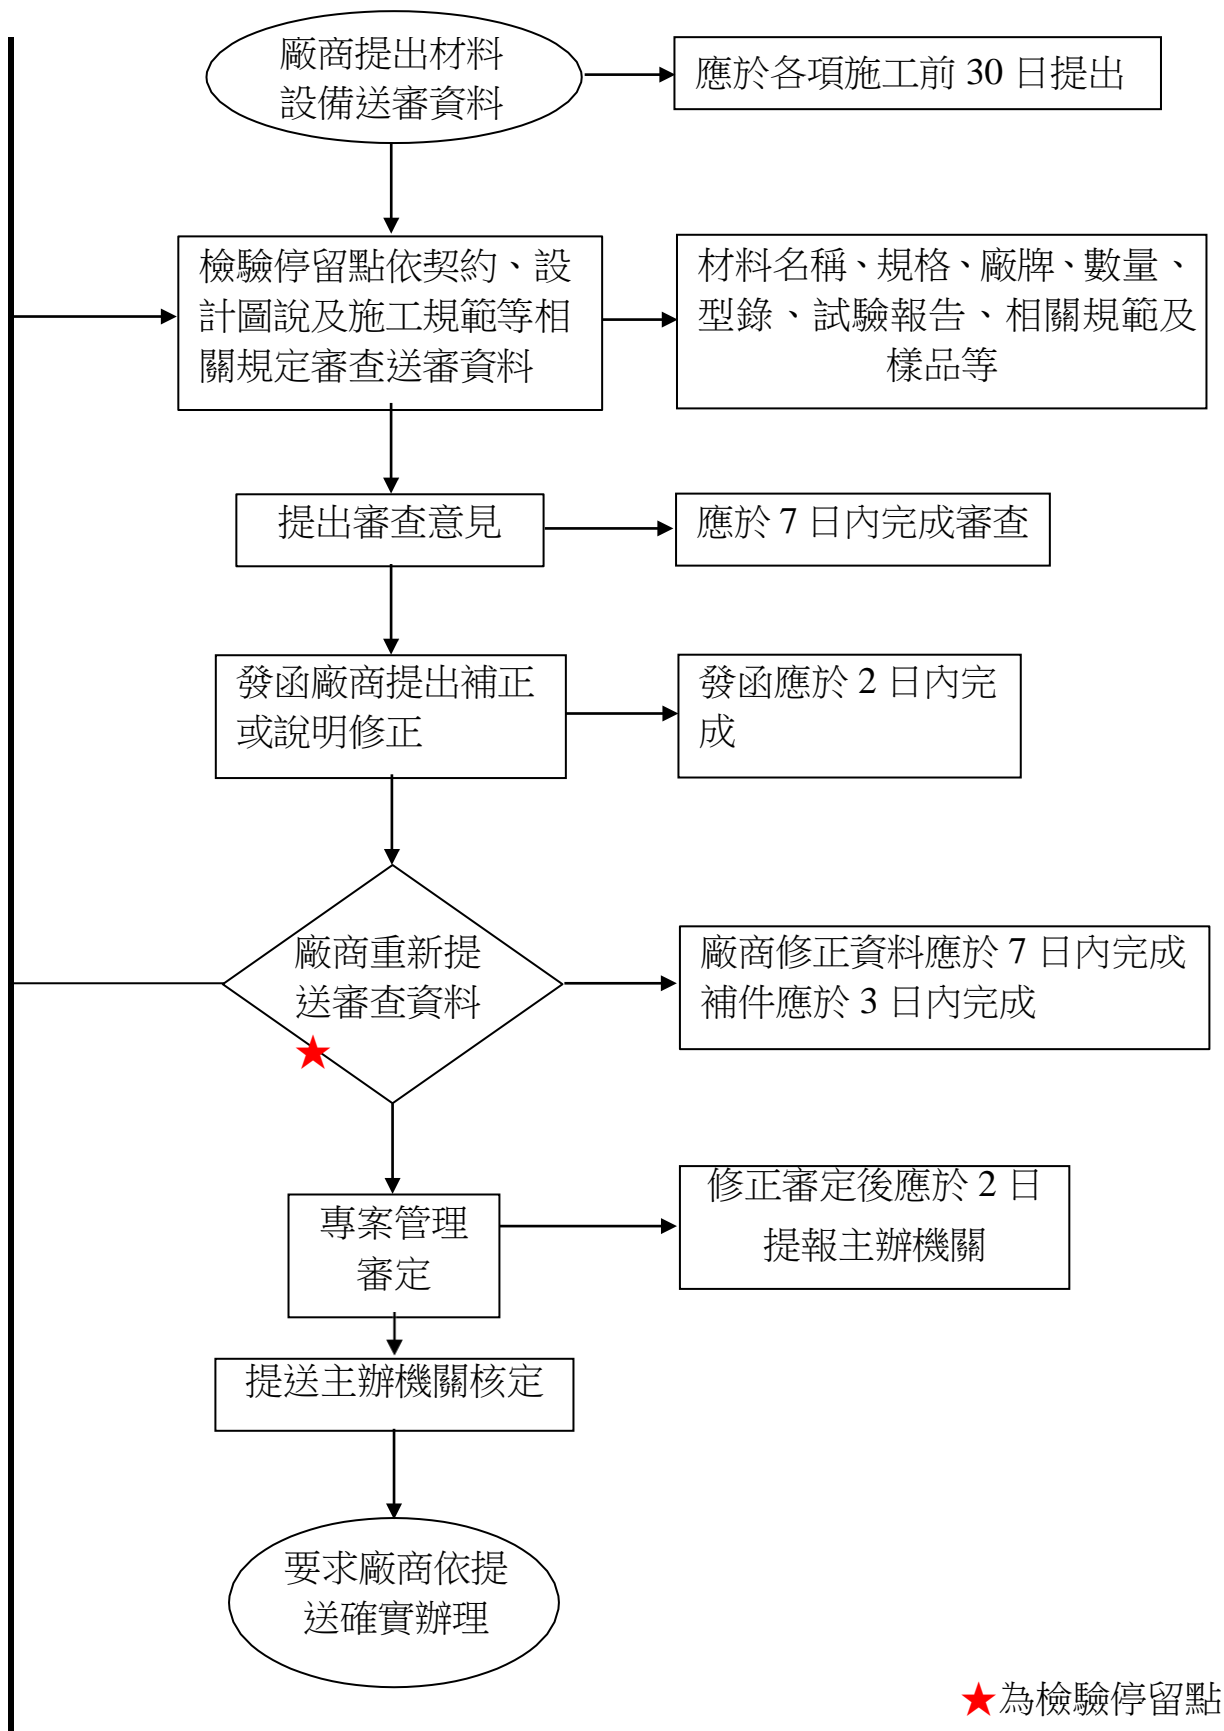 廠商提出材料
設備送審資料
應於各項施工前 30 日提出
檢驗停留點依契約、設
計圖說及施工規範等相
關規定審查送審資料
材料名稱、規格、廠牌、數量、
型錄、試驗報告、相關規範及
樣品等
提出審查意見
應於 7 日內完成審查
發函廠商提出補正
或說明修正
發函應於 2 日內完
成
廠商重新提
送審查資料
廠商修正資料應於 7 日內完成
補件應於 3 日內完成
專案管理
審定
修正審定後應於 2 日
提報主辦機關
提送主辦機關核定
要求廠商依提
送確實辦理
★為檢驗停留點